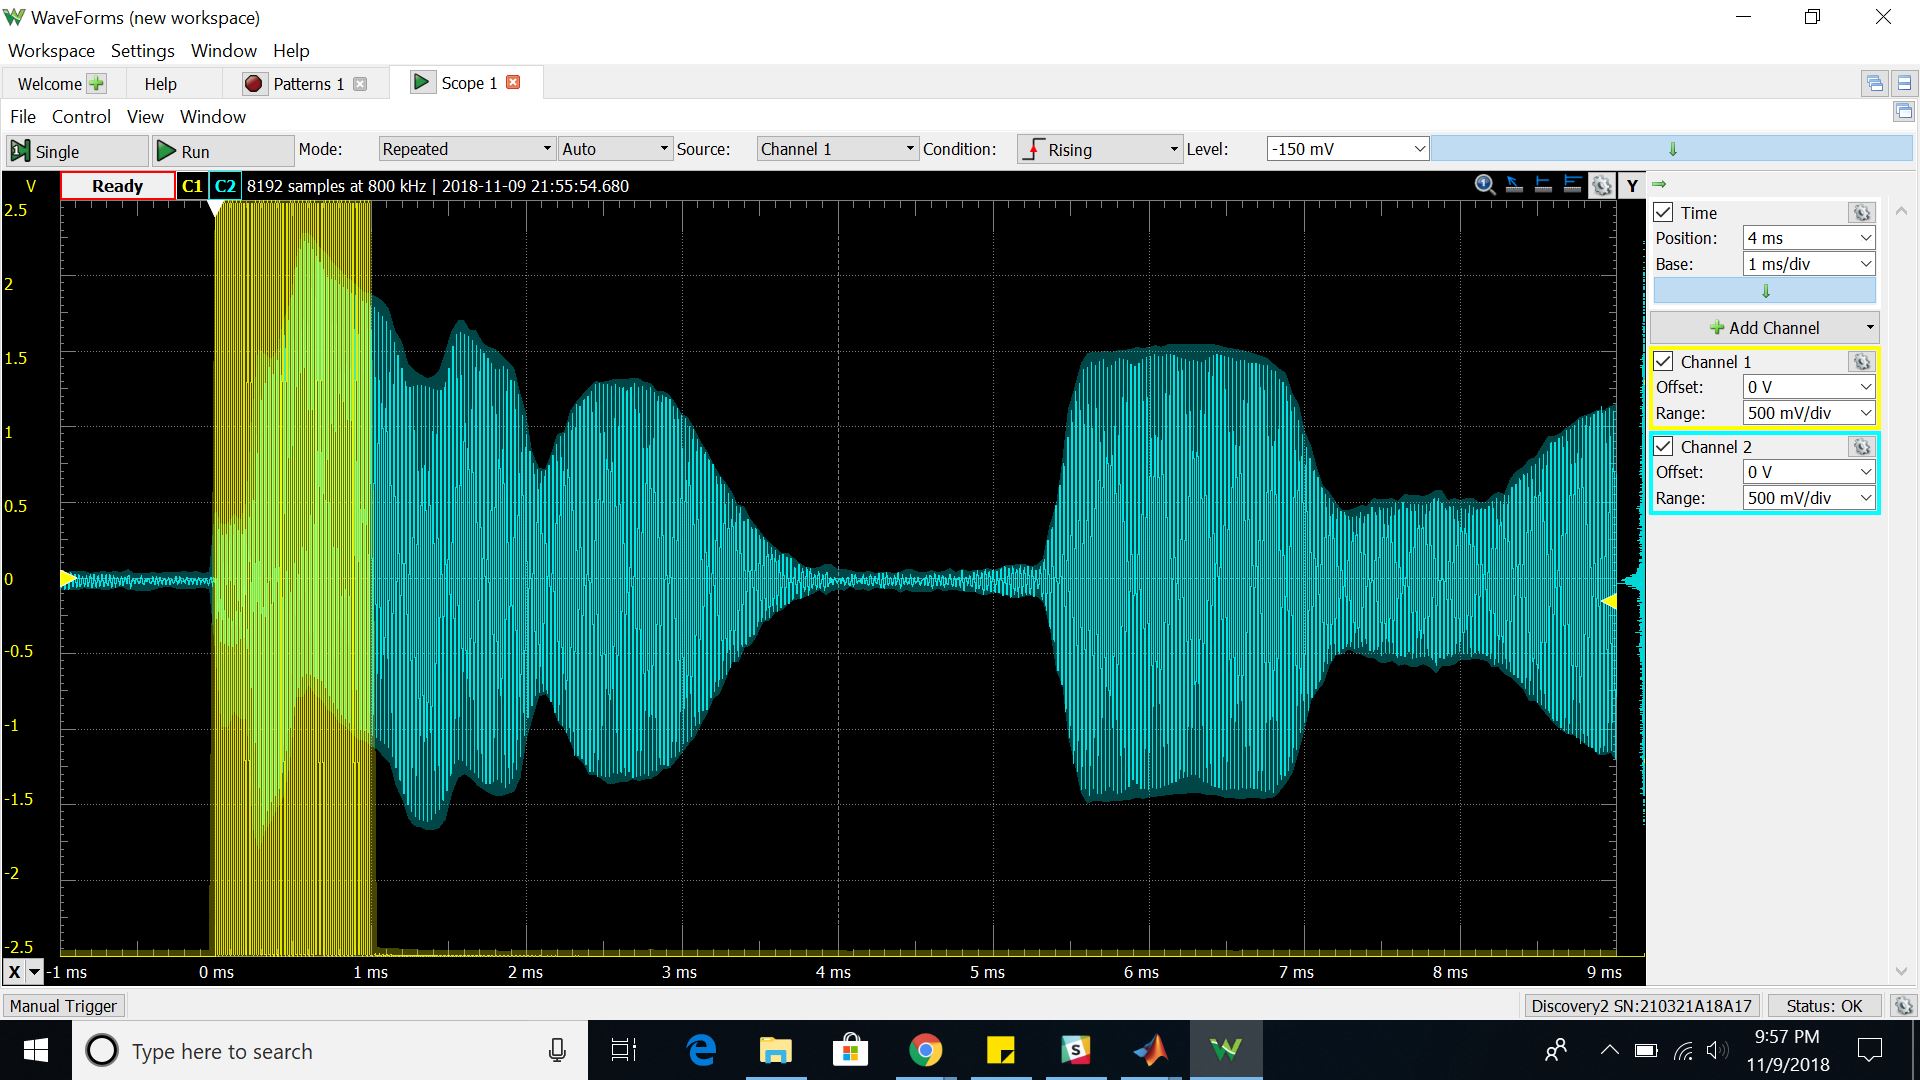 WaveForms (new workspace)
Workspace Settings Window Help
Welcome Help Patterns 1 Scope 1
File Control View Window
Single Run Mode: Repeated Auto Source: Channel 1 Condition: Rising Level: -150 mV
V Ready C1 C2 8192 samples at 800 kHz | 2018-11-09 21:55:54.680 Y
2.5
2
1.5
1
0.5
0
-0.5
-1
-1.5
-2
-2.5
X -1 ms 0 ms 1 ms 2 ms 3 ms 4 ms 5 ms 6 ms 7 ms 8 ms 9 ms
Time
Position: 4 ms
Base: 1 ms/div
Add Channel
Channel 1
Offset: 0 V
Range: 500 mV/div
Channel 2
Offset: 0 V
Range: 500 mV/div
Manual Trigger Discovery2 SN:210321A18A17 Status: OK
Type here to search
9:57 PM
11/9/2018